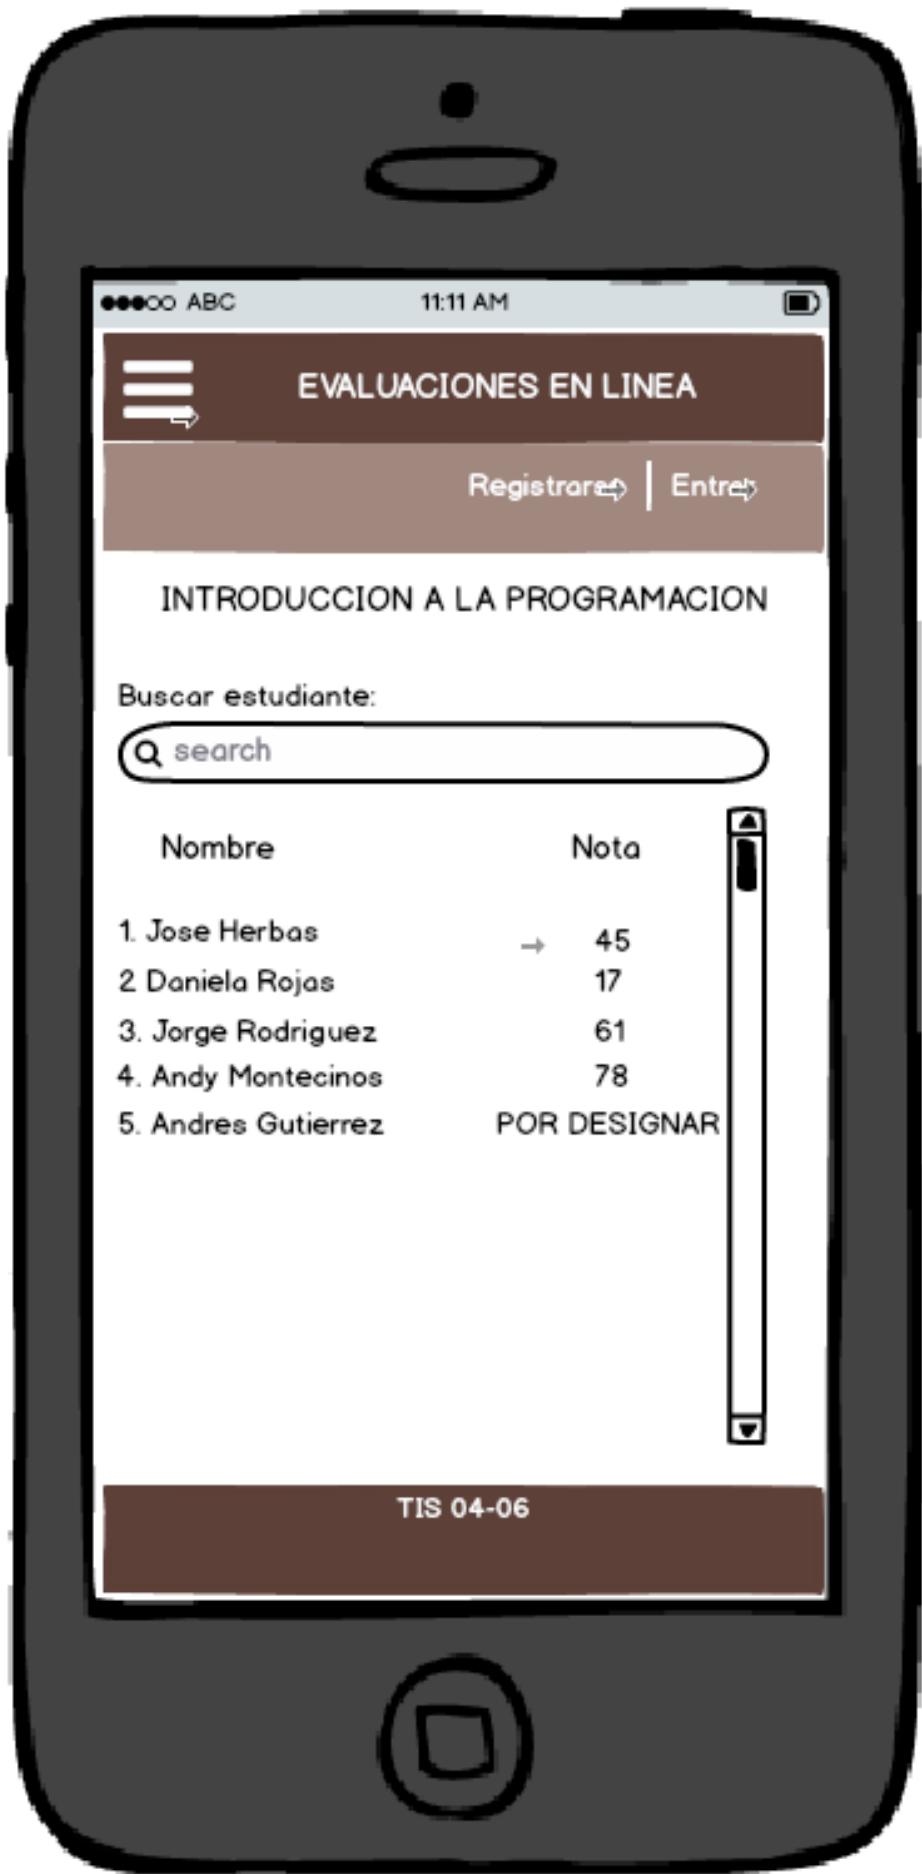 ABC 11:11 AM
EVALUACIONES EN LINEA
Registrarse | Entrar
INTRODUCCION A LA PROGRAMACION
Buscar estudiante:
search
Nombre Nota
1. Jose Herbas 45
2 Daniela Rojas 17
3. Jorge Rodriguez 61
4. Andy Montecinos 78
5. Andres Gutierrez POR DESIGNAR
TIS 04-06